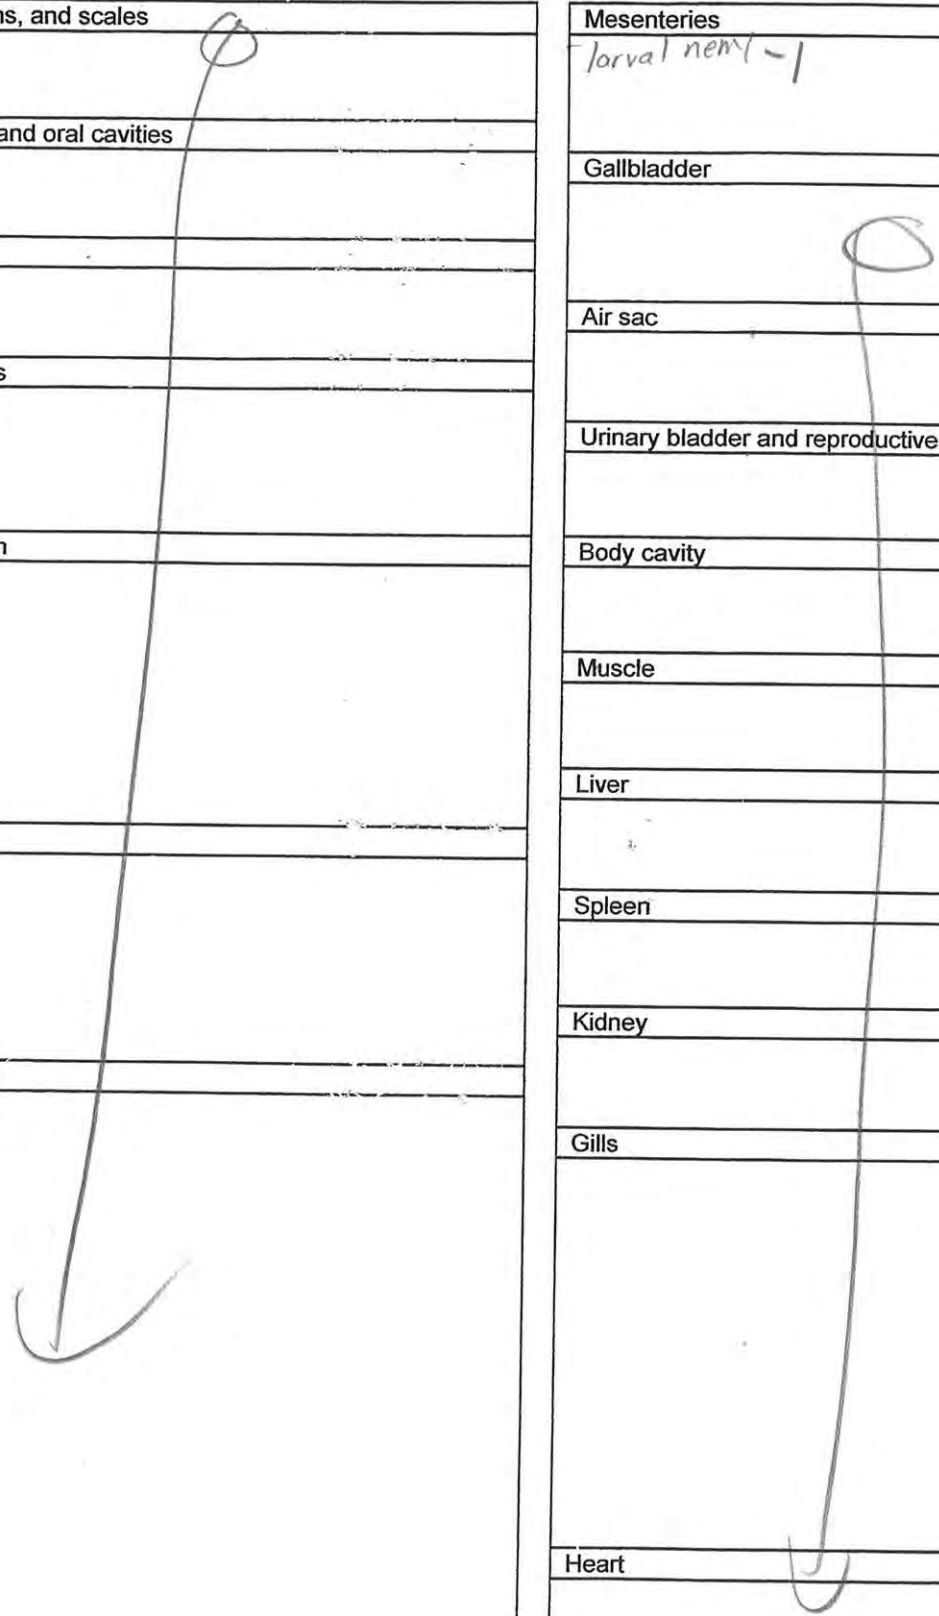 ns, and scales
and oral cavities
s
n
Mesenteries
larval nem - 1
Gallbladder
Air sac
Urinary bladder and reproductive
Body cavity
Muscle
Liver
Spleen
Kidney
Gills
Heart